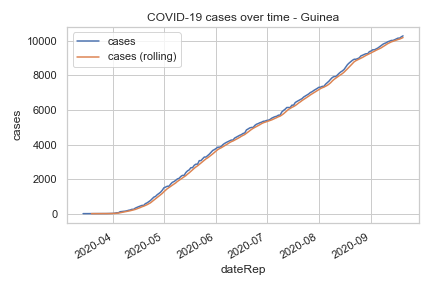 COVID-19 cases over time - Guinea
cases
cases (rolling)
10000
8000
6000
4000
2000
0
cases
2020-04
2020-05
2020-06
2020-07
2020-08
2020-09
dateRep